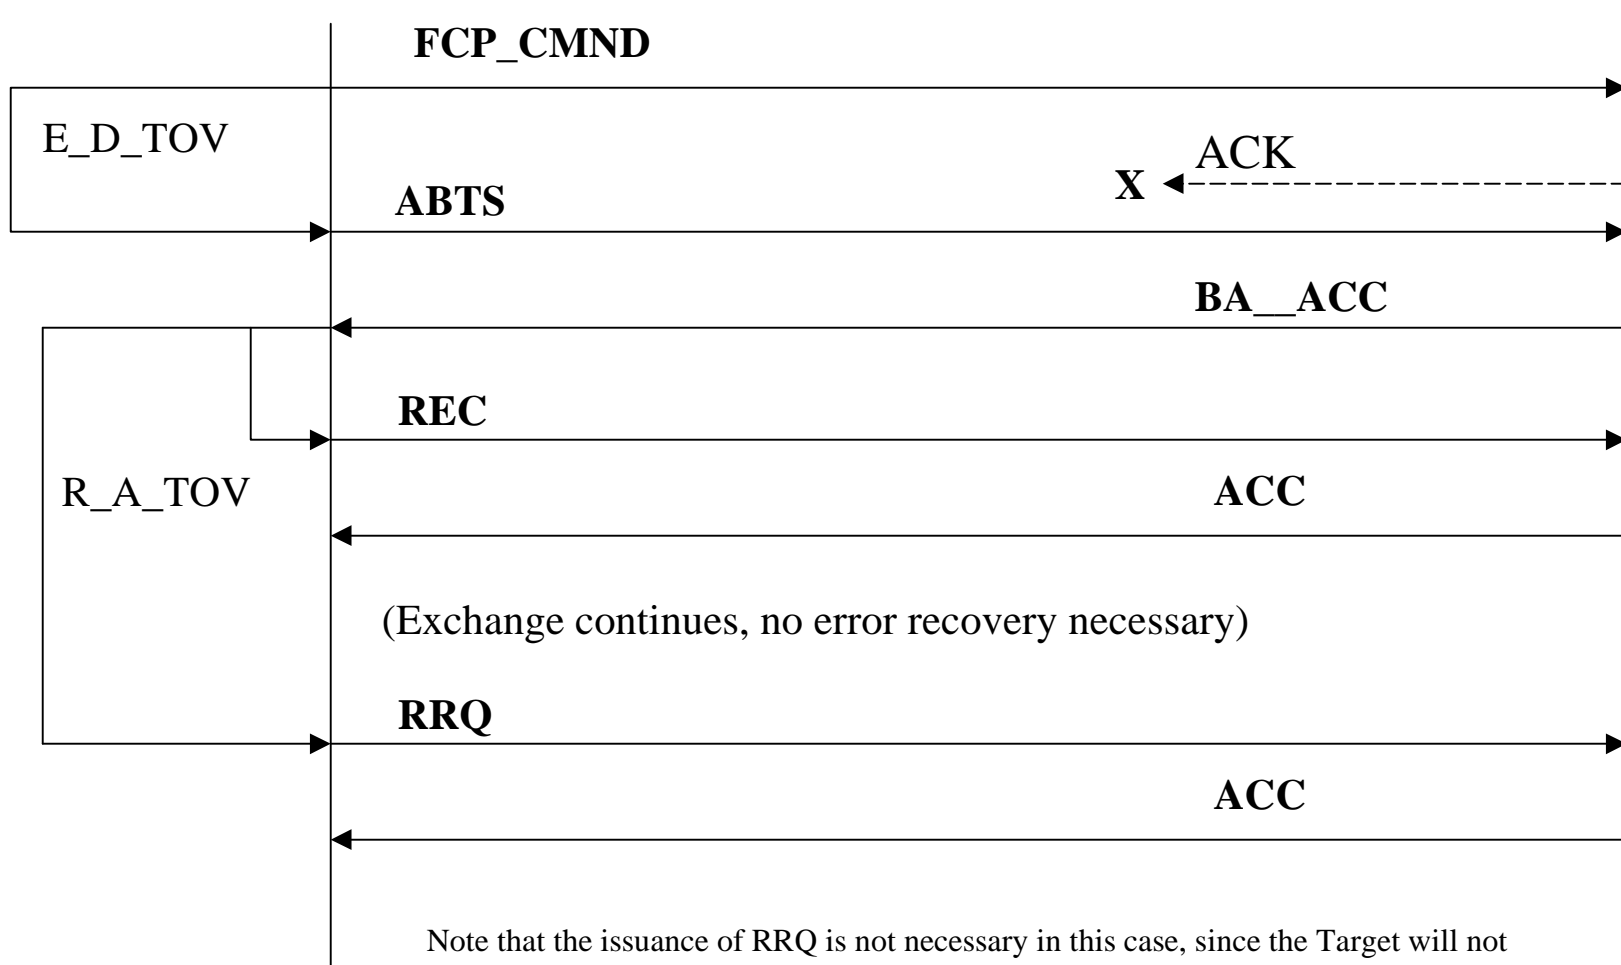 FCP_CMND
E_D_TOV
ACK
X
ABTS
BA__ACC
REC
R_A_TOV
ACC
(Exchange continues, no error recovery necessary)
RRQ
ACC
Note that the issuance of RRQ is not necessary in this case, since the Target will not